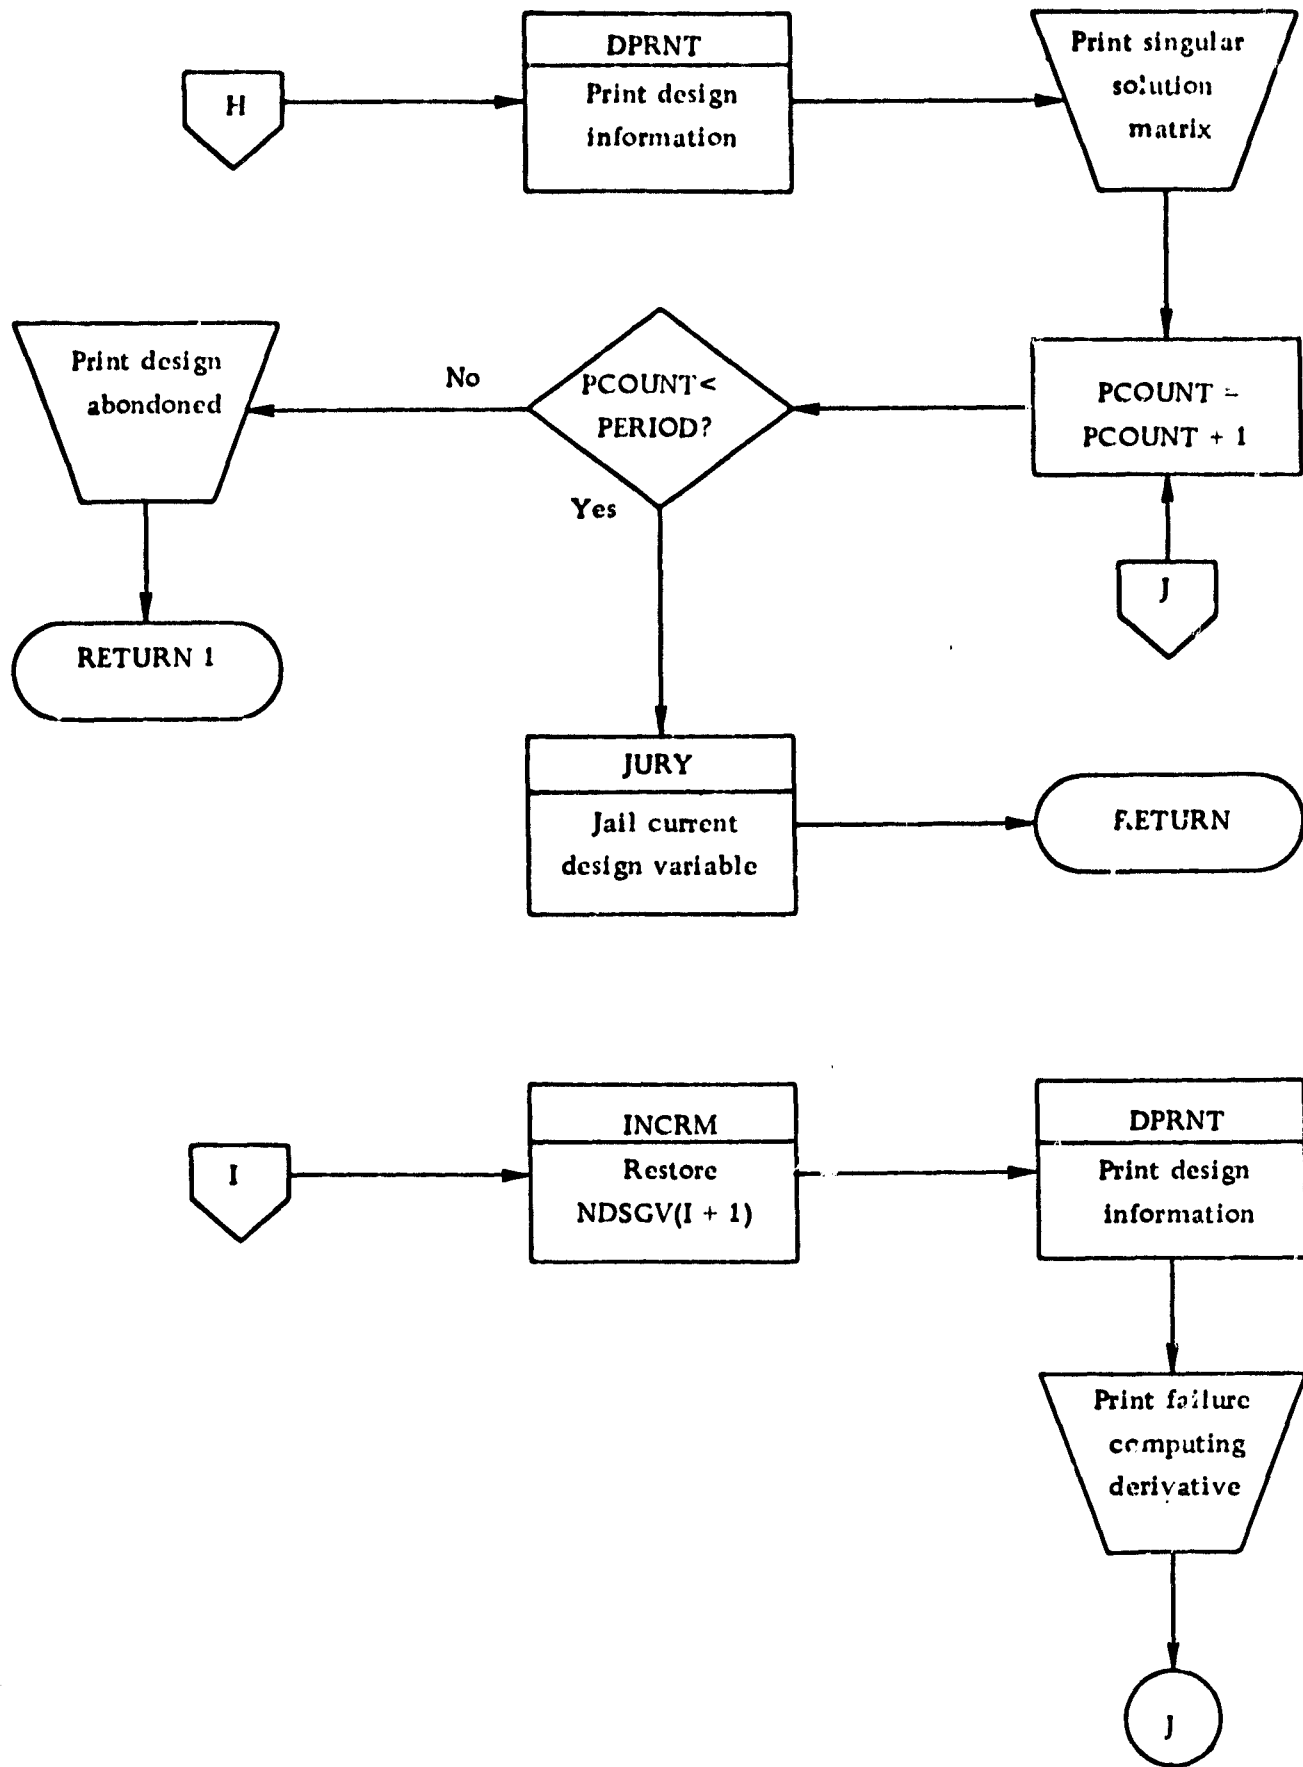 H
DPRNT
Print design
information
Print singular
solution
matrix
Print design
abondoned
No
PCOUNT<
PERIOD?
Yes
PCOUNT =
PCOUNT + 1
J
RETURN 1
JURY
Jail current
design variable
RETURN
I
INCRM
Restore
NDSGV(I + 1)
DPRNT
Print design
information
Print failure
computing
derivative
J